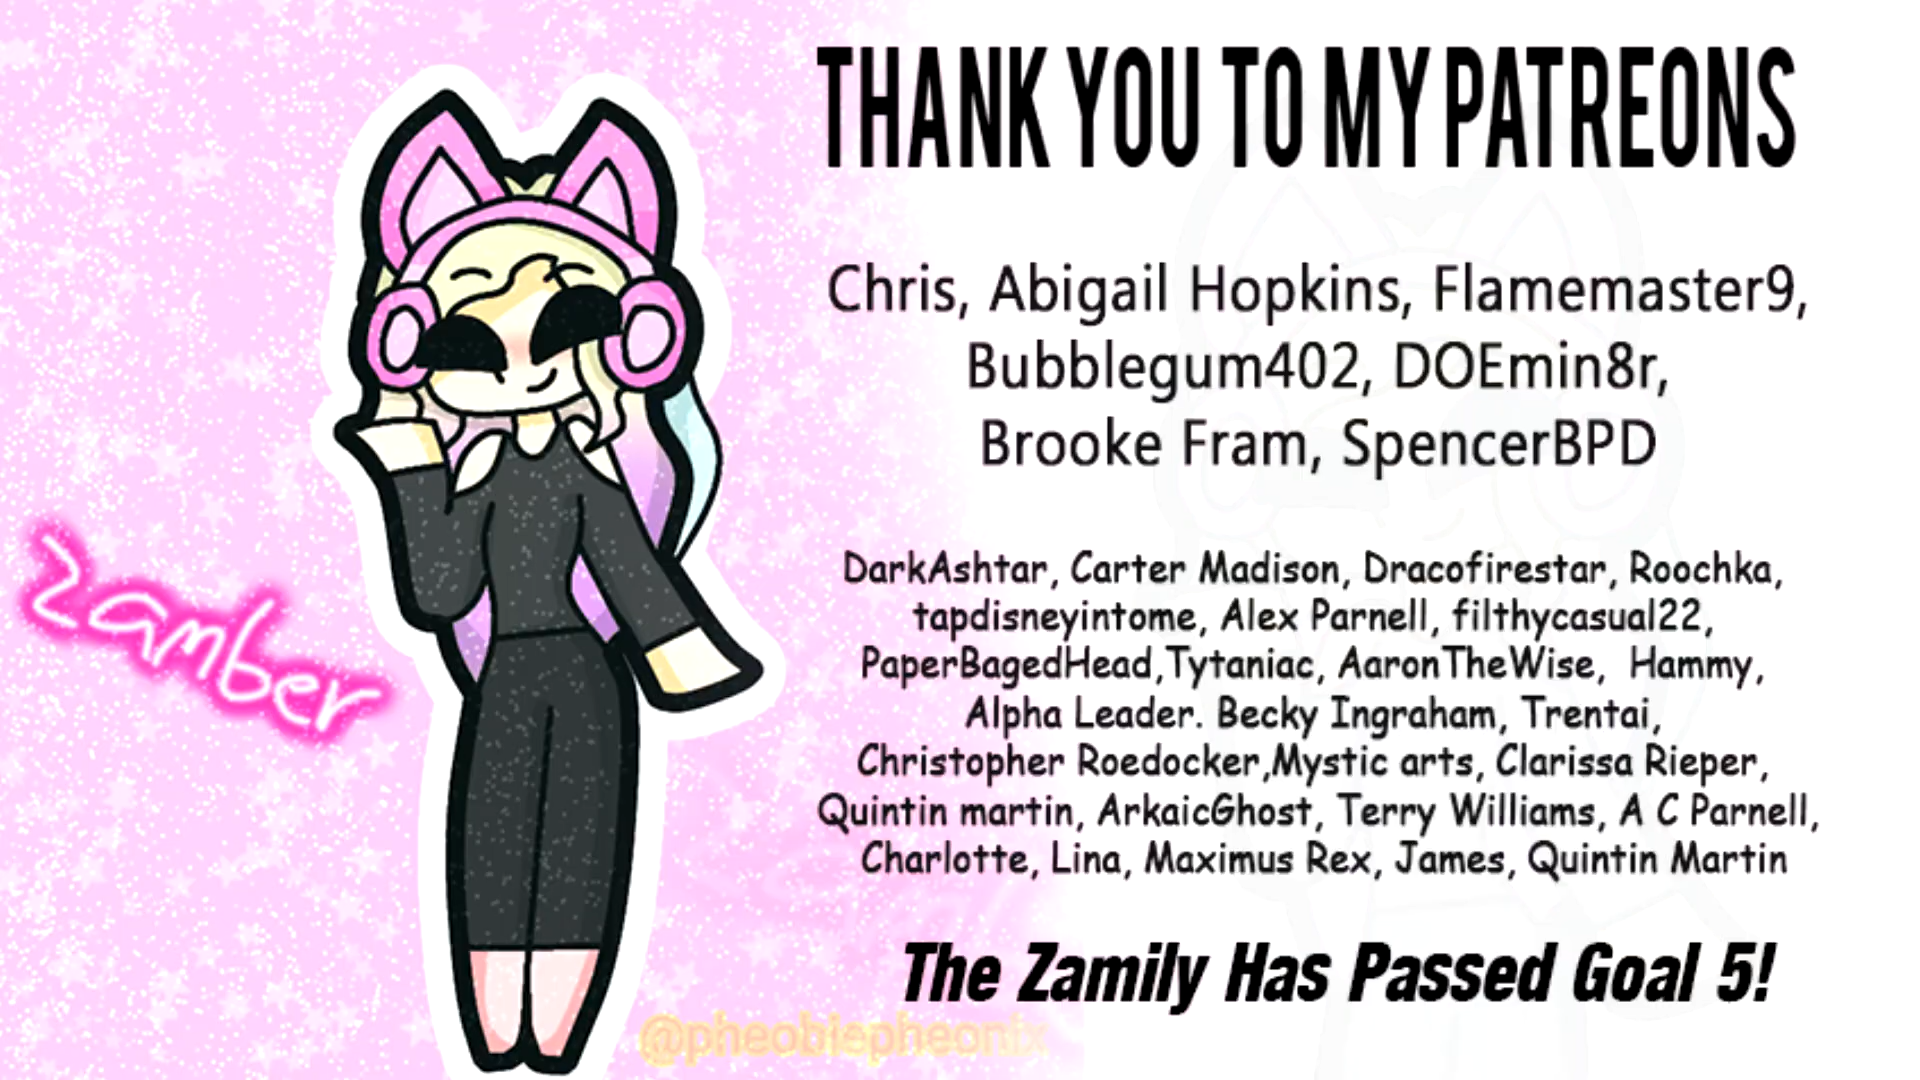 THANK YOU TO MY PATREONS
Chris, Abigail Hopkins, Flamemaster9,
Bubblegum402, DOEmin8r,
Brooke Fram, SpencerBPD
DarkAshtar, Carter Madison, Dracofirestar, Roochka,
tapdisneyintome, Alex Parnell, filthycasual22,
PaperBagedHead,Tytaniac, AaronTheWise, Hammy,
Alpha Leader. Becky Ingraham, Trentai,
Christopher Roedocker,Mystic arts, Clarissa Rieper,
Quintin martin, ArkaicGhost, Terry Williams, A C Parnell,
Charlotte, Lina, Maximus Rex, James, Quintin Martin
The Zamily Has Passed Goal 5!
zamber
@pheobiepheonix